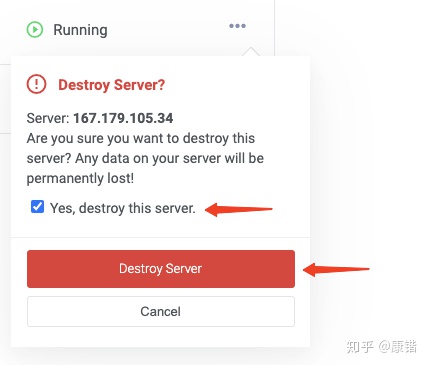 Running
Destroy Server?
Server: 167.179.105.34
Are you sure you want to destroy this
server? Any data on your server will be
permanently lost!
Yes, destroy this server.
Destroy Server
Cancel
知乎 @康锴